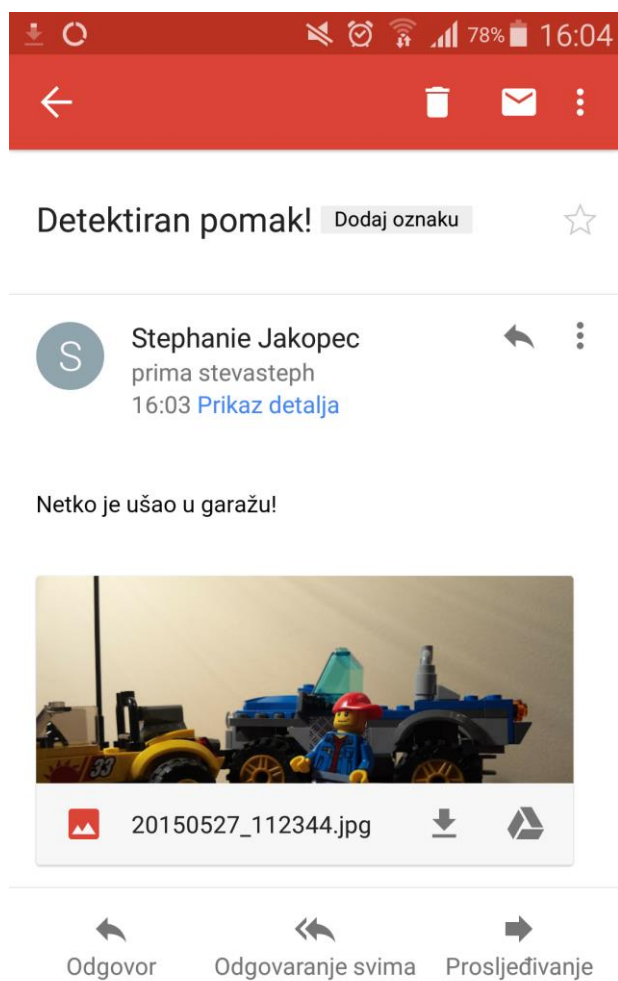 78% 16:04
Detektiran pomak! Dodaj oznaku
S
Stephanie Jakopec
prima stevasteph
16:03 Prikaz detalja
Netko je ušao u garažu!
33
20150527_112344.jpg
Odgovor Odgovaranje svima Prosljeđivanje